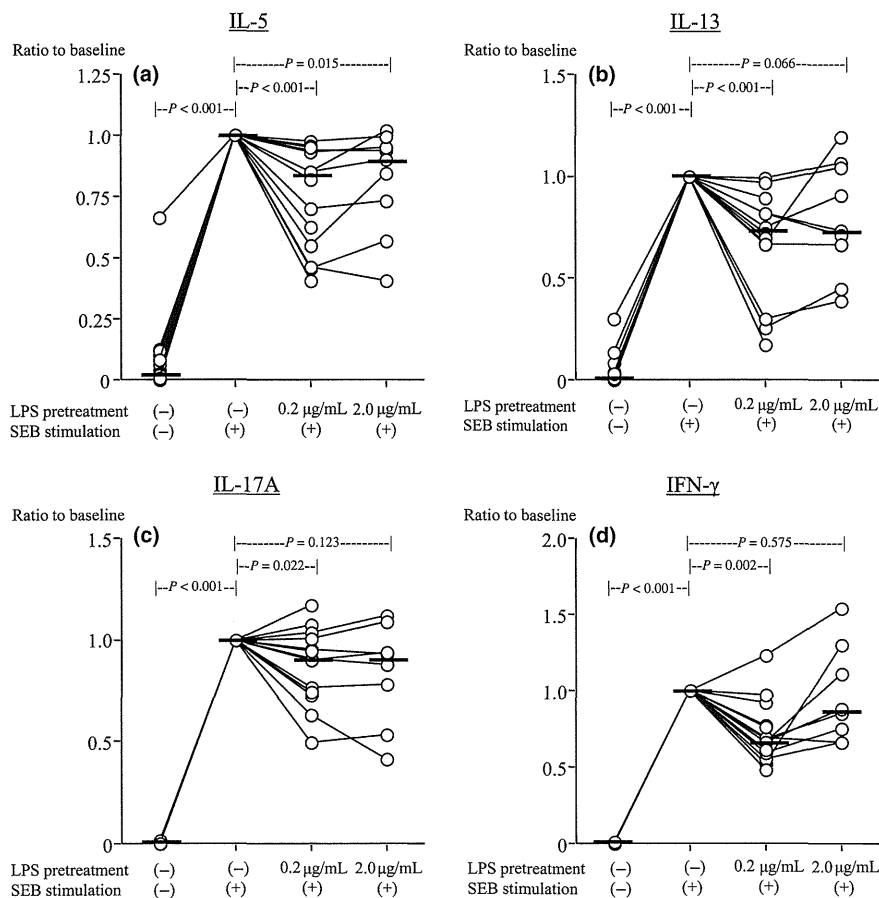 IL-5
Ratio to baseline
(a)
|-------P = 0.015----------|
|--P < 0.001--|
|--P < 0.001--|
1.25
1.0
0.75
0.5
0.25
0
LPS pretreatment (–) (–) 0.2 μg/mL 2.0 μg/mL
SEB stimulation (–) (+) (+) (+)
IL-13
Ratio to baseline
(b)
|---------P = 0.066----------|
|--P < 0.001--|
|--P < 0.001--|
1.5
1.0
0.5
0
LPS pretreatment (–) (–) 0.2 μg/mL 2.0 μg/mL
SEB stimulation (–) (+) (+) (+)
IL-17A
Ratio to baseline
(c)
|---------P = 0.123----------|
|--P = 0.022--|
|--P < 0.001--|
1.5
1.0
0.5
0
LPS pretreatment (–) (–) 0.2 μg/mL 2.0 μg/mL
SEB stimulation (–) (+) (+) (+)
IFN-γ
Ratio to baseline
(d)
|---------P = 0.575----------|
|--P = 0.002--|
|--P < 0.001--|
2.0
1.5
1.0
0.5
0
LPS pretreatment (–) (–) 0.2 μg/mL 2.0 μg/mL
SEB stimulation (–) (+) (+) (+)